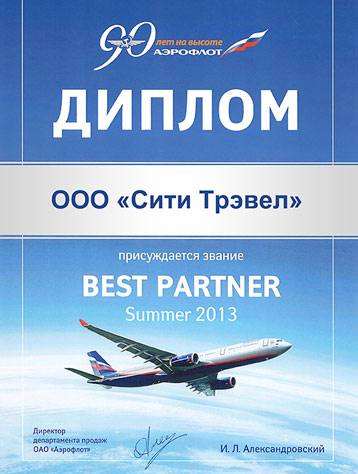 90 лет на высоте
АЭРОФЛОТ
ДИПЛОМ
ООО «Сити Трэвел»
присуждается звание
BEST PARTNER
Summer 2013
Директор
департамента продаж
ОАО «Аэрофлот»
И. Л. Александровский